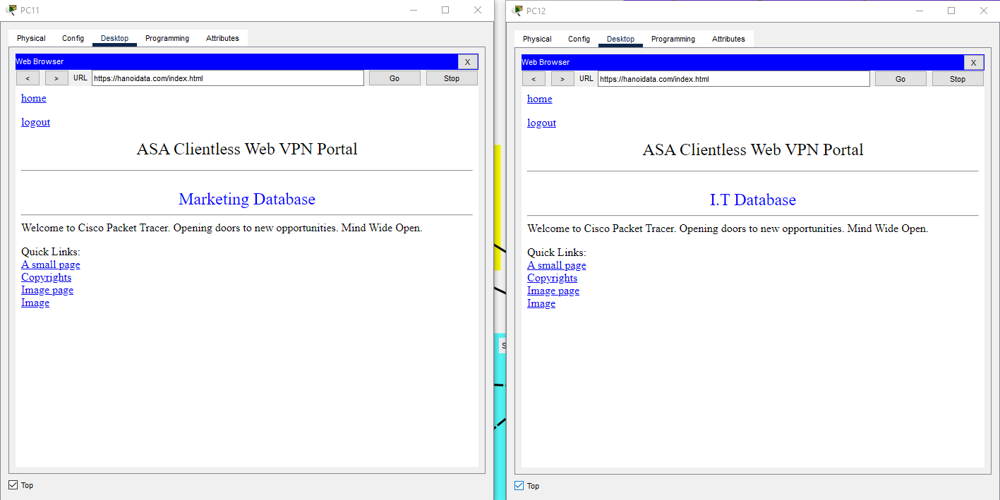 PC11
Physical Config Desktop Programming Attributes
Web Browser X
< > URL https://hanoidata.com/index.html Go Stop
home
logout
ASA Clientless Web VPN Portal
Marketing Database
Welcome to Cisco Packet Tracer. Opening doors to new opportunities. Mind Wide Open.
Quick Links:
A small page
Copyrights
Image page
Image
Top
S
PC12
Physical Config Desktop Programming Attributes
Web Browser X
< > URL https://hanoidata.com/index.html Go Stop
home
logout
ASA Clientless Web VPN Portal
I.T Database
Welcome to Cisco Packet Tracer. Opening doors to new opportunities. Mind Wide Open.
Quick Links:
A small page
Copyrights
Image page
Image
Top